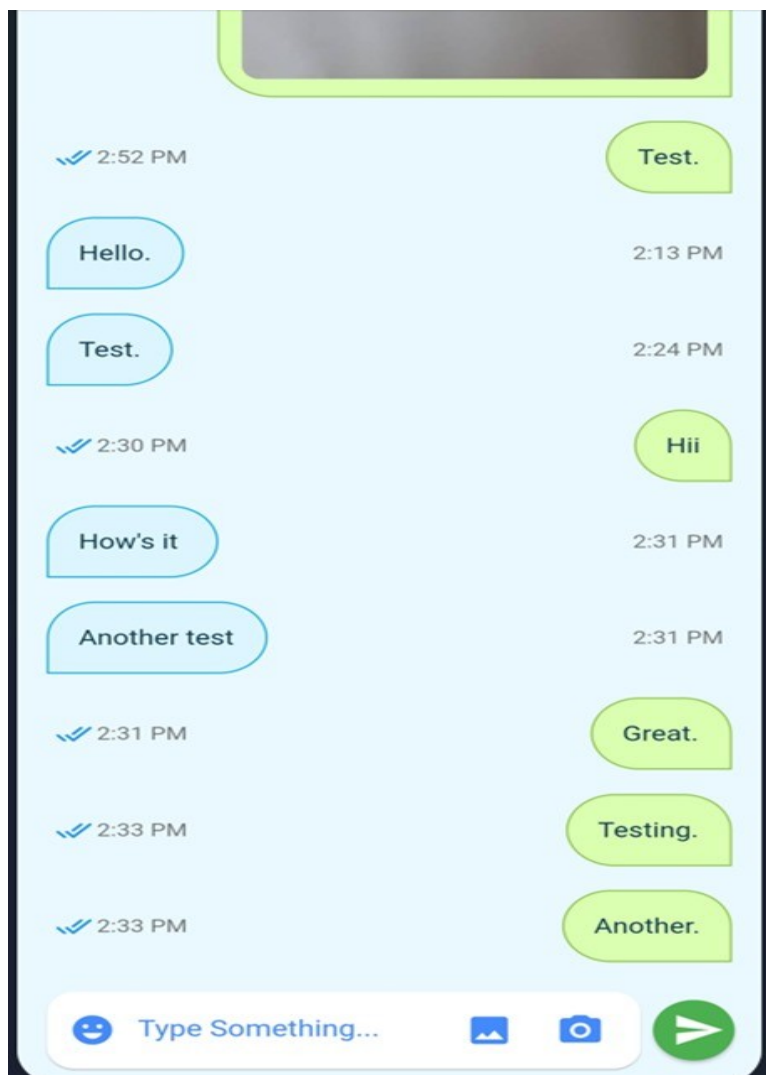 2:52 PM Test.
Hello. 2:13 PM
Test. 2:24 PM
2:30 PM Hii
How's it 2:31 PM
Another test 2:31 PM
2:31 PM Great.
2:33 PM Testing.
2:33 PM Another.
Type Something...